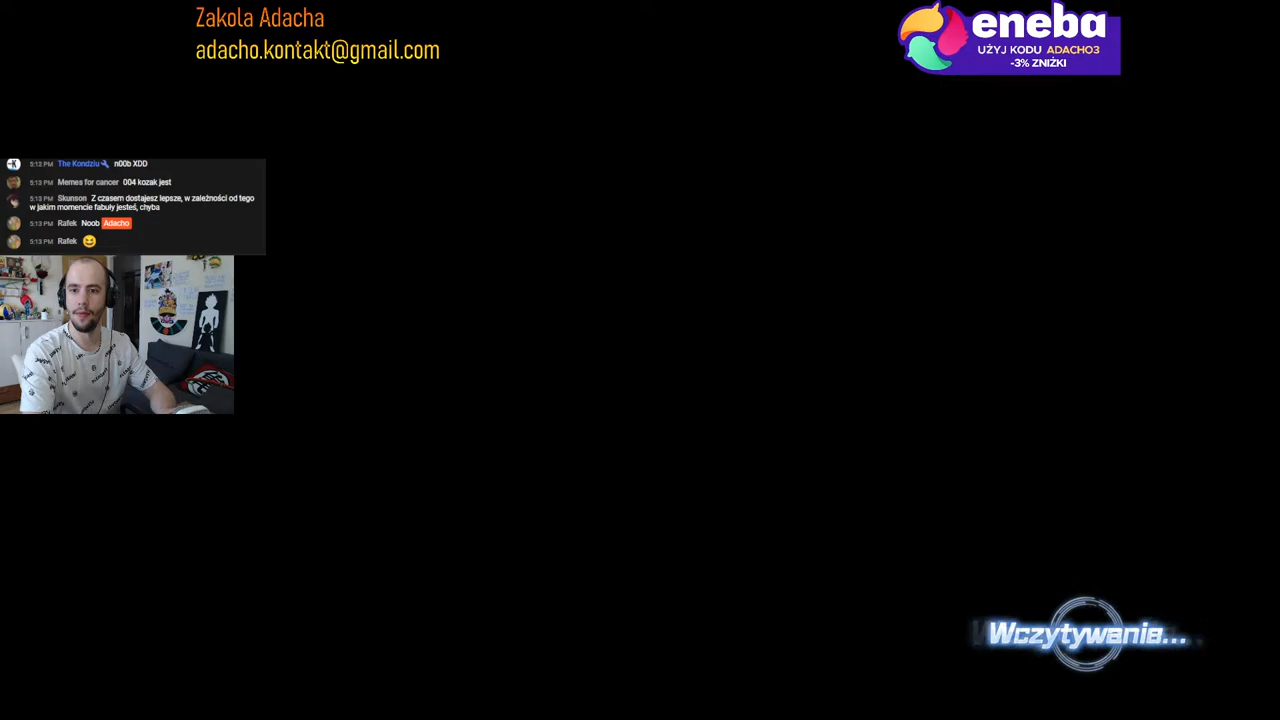 Zakola Adacha
adacho.kontakt@gmail.com
eneba
UŻYJ KODU ADACHO3
-3% ZNIŻKI
5:12 PM The Kondziu n00b XDD
5:13 PM Memes for cancer 004 kozak jest
5:13 PM Skunson Z czasem dostajesz lepsze, w zależności od tego
w jakim momencie fabuły jesteś, chyba
5:13 PM Rafek Noob Adacho
5:13 PM Rafek 😆
Wczytywanie...